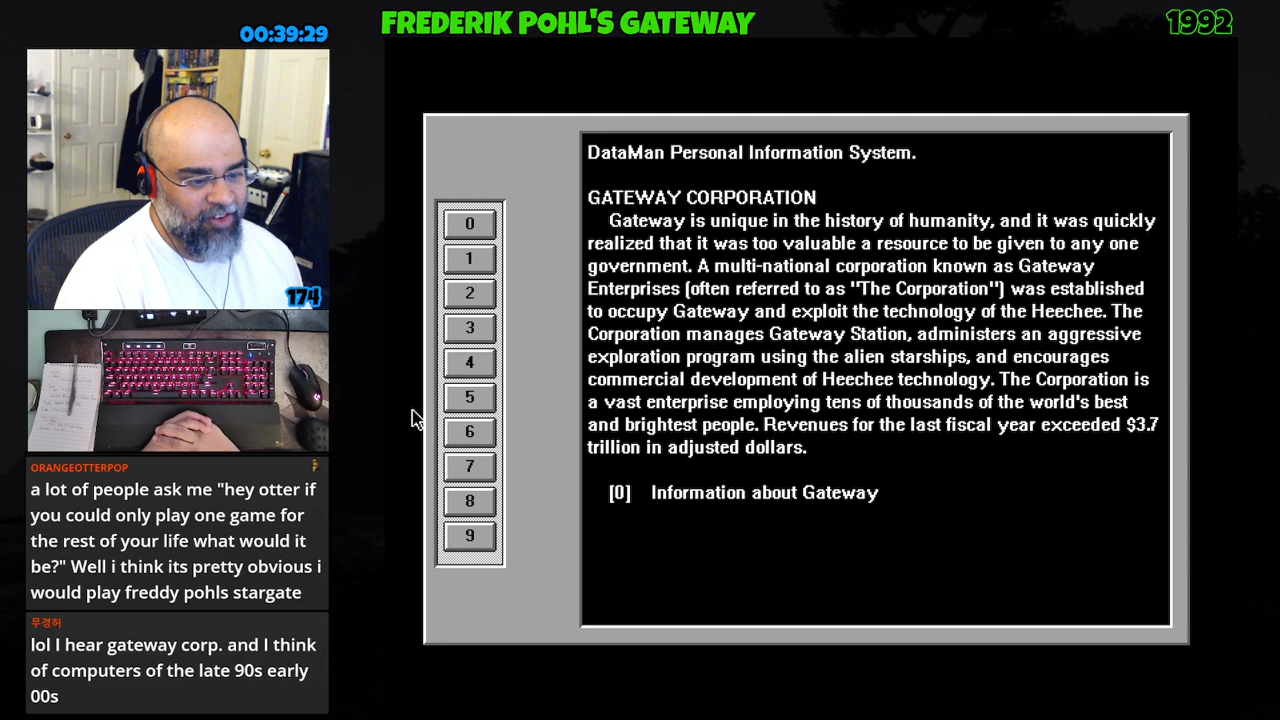 00:39:29
FREDERIK POHL'S GATEWAY
1992
174
DataMan Personal Information System.
GATEWAY CORPORATION
Gateway is unique in the history of humanity, and it was quickly
realized that it was too valuable a resource to be given to any one
government. A multi-national corporation known as Gateway
Enterprises (often referred to as "The Corporation") was established
to occupy Gateway and exploit the technology of the Heechee. The
Corporation manages Gateway Station, administers an aggressive
exploration program using the alien starships, and encourages
commercial development of Heechee technology. The Corporation is
a vast enterprise employing tens of thousands of the world's best
and brightest people. Revenues for the last fiscal year exceeded $3.7
trillion in adjusted dollars.
[0] Information about Gateway
0
1
2
3
4
5
6
7
8
9
ORANGEOTTERPOP
a lot of people ask me "hey otter if
you could only play one game for
the rest of your life what would it
be?" Well i think its pretty obvious i
would play freddy pohls stargate
무경허
lol I hear gateway corp. and I think
of computers of the late 90s early
00s